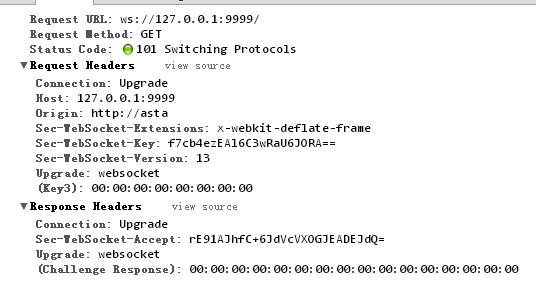 Request URL: ws://127.0.0.1:9999/
Request Method: GET
Status Code: 101 Switching Protocols
▼Request Headers view source
Connection: Upgrade
Host: 127.0.0.1:9999
Origin: http://asta
Sec-WebSocket-Extensions: x-webkit-deflate-frame
Sec-WebSocket-Key: f7cb4ezEAl6C3wRaU6JORA==
Sec-WebSocket-Version: 13
Upgrade: websocket
(Key3): 00:00:00:00:00:00:00:00
▼Response Headers view source
Connection: Upgrade
Sec-WebSocket-Accept: rE91AJhfC+6JdVcVXOGJEADEJdQ=
Upgrade: websocket
(Challenge Response): 00:00:00:00:00:00:00:00:00:00:00:00:00:00:00:00